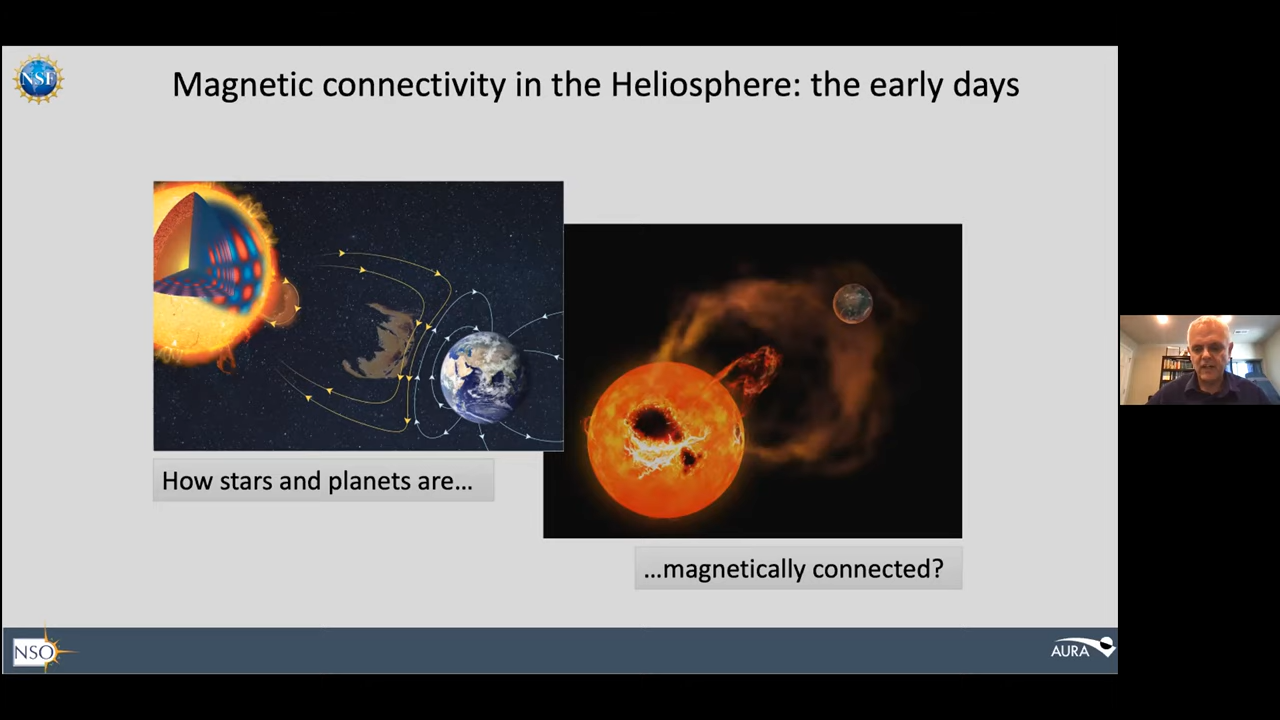 NSF
Magnetic connectivity in the Heliosphere: the early days
How stars and planets are…
…magnetically connected?
NSO
AURA